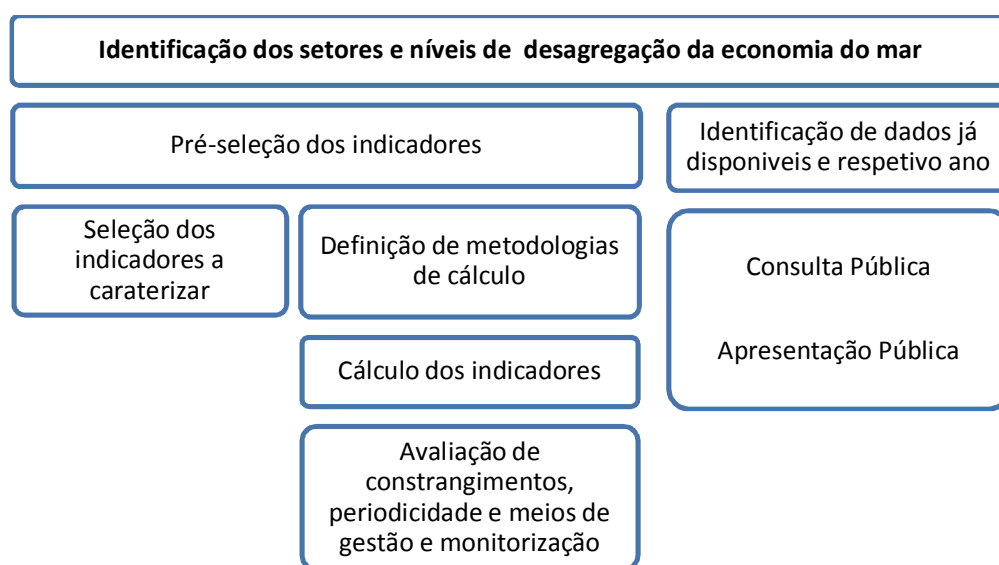 Identificação dos setores e níveis de desagregação da economia do mar
Pré-seleção dos indicadores
Identificação de dados já
disponiveis e respetivo ano
Seleção dos
indicadores a
caraterizar
Definição de metodologias
de cálculo
Cálculo dos indicadores
Avaliação de
constrangimentos,
periodicidade e meios de
gestão e monitorização
Consulta Pública
Apresentação Pública